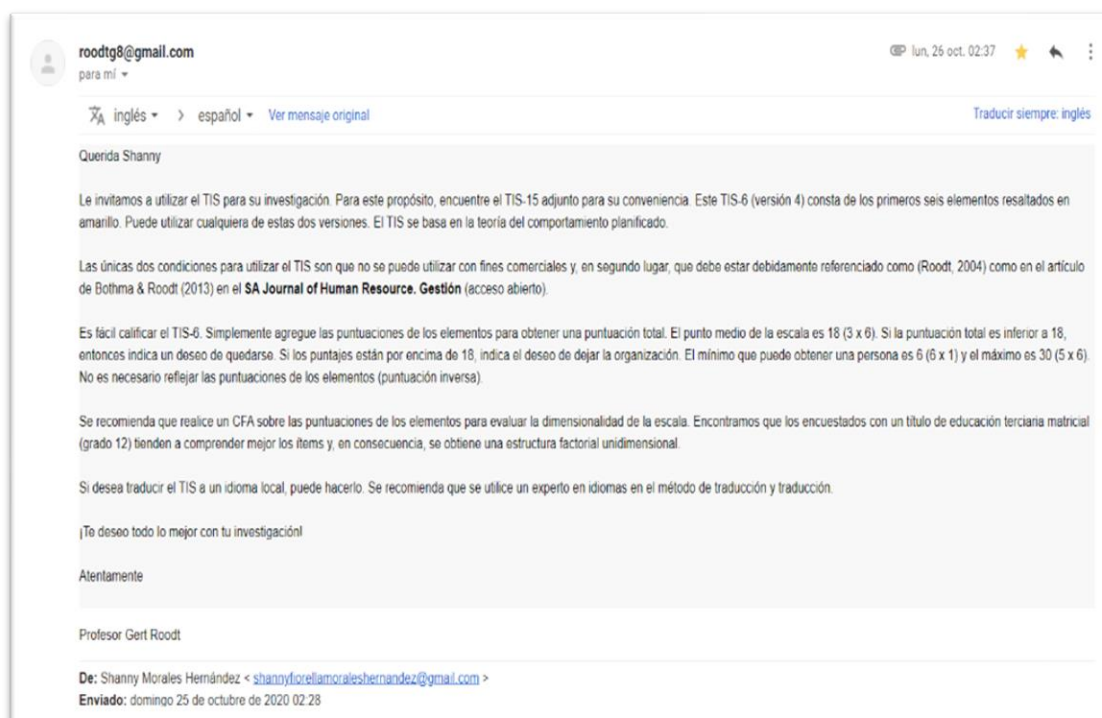 roodtg8@gmail.com
lun, 26 oct. 02:37
para mí
inglés > español Ver mensaje original
Traducir siempre: inglés
Querida Shanny
Le invitamos a utilizar el TIS para su investigación. Para este propósito, encuentre el TIS-15 adjunto para su conveniencia. Este TIS-6 (versión 4) consta de los primeros seis elementos resaltados en
amarillo. Puede utilizar cualquiera de estas dos versiones. El TIS se basa en la teoría del comportamiento planificado.
Las únicas dos condiciones para utilizar el TIS son que no se puede utilizar con fines comerciales y, en segundo lugar, que debe estar debidamente referenciado como (Roodt, 2004) como en el artículo
de Bothma & Roodt (2013) en el SA Journal of Human Resource. Gestión (acceso abierto).
Es fácil calificar el TIS-6. Simplemente agregue las puntuaciones de los elementos para obtener una puntuación total. El punto medio de la escala es 18 (3 x 6). Si la puntuación total es inferior a 18,
entonces indica un deseo de quedarse. Si los puntajes están por encima de 18, indica el deseo de dejar la organización. El mínimo que puede obtener una persona es 6 (6 x 1) y el máximo es 30 (5 x 6).
No es necesario reflejar las puntuaciones de los elementos (puntuación inversa).
Se recomienda que realice un CFA sobre las puntuaciones de los elementos para evaluar la dimensionalidad de la escala. Encontramos que los encuestados con un título de educación terciaria matricial
(grado 12) tienden a comprender mejor los ítems y, en consecuencia, se obtiene una estructura factorial unidimensional.
Si desea traducir el TIS a un idioma local, puede hacerlo. Se recomienda que se utilice un experto en idiomas en el método de traducción y traducción.
¡Te deseo todo lo mejor con tu investigación!
Atentamente
Profesor Gert Roodt
De: Shanny Morales Hernández < shannyfiorellamoraleshernandez@gmail.com >
Enviado: domingo 25 de octubre de 2020 02:28